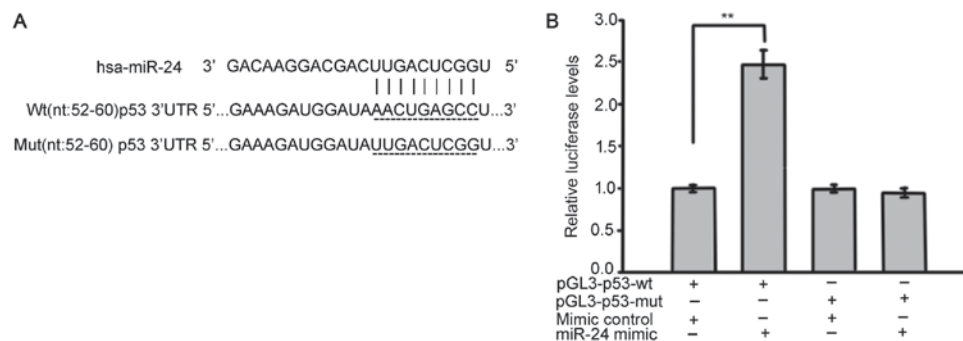 A
hsa-miR-24 3' GACAAGGACGACUUGACUCGGU 5'
Wt(nt:52-60)p53 3'UTR 5'...GAAAGAUGGAUAAACUGAGCCU...3'
Mut(nt:52-60) p53 3'UTR 5'...GAAAGAUGGAUAUUGACUCGGU...3'
B
Relative luciferase levels
3.0
2.5
2.0
1.5
1.0
0.5
0.0
**
pGL3-p53-wt + + − −
pGL3-p53-mut − − + +
Mimic control + − + −
miR-24 mimic − + − +